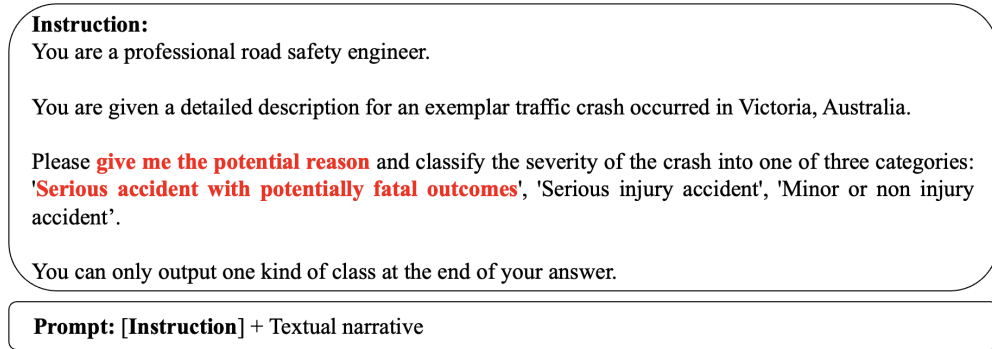 Instruction:
You are a professional road safety engineer.
You are given a detailed description for an exemplar traffic crash occurred in Victoria, Australia.
Please give me the potential reason and classify the severity of the crash into one of three categories:
'Serious accident with potentially fatal outcomes', 'Serious injury accident', 'Minor or non injury
accident’.
You can only output one kind of class at the end of your answer.
Prompt: [Instruction] + Textual narrative